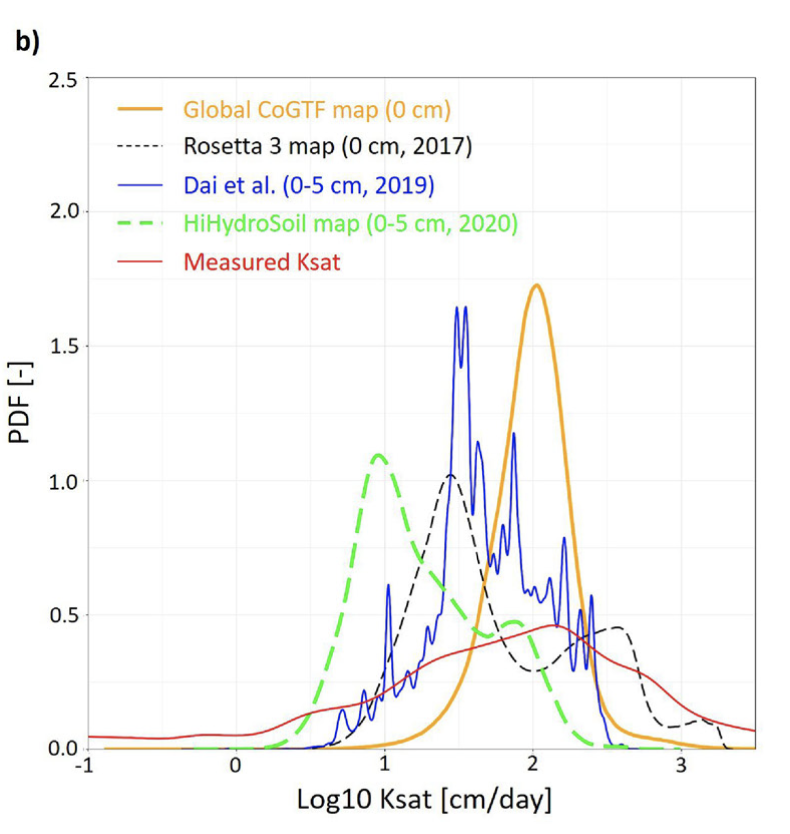 b)
2.5
Global CoGTF map (0 cm)
Rosetta 3 map (0 cm, 2017)
Dai et al. (0-5 cm, 2019)
HiHydroSoil map (0-5 cm, 2020)
Measured Ksat
2.0
1.5
1.0
0.5
0.0
PDF [-]
-1 0 1 2 3
Log10 Ksat [cm/day]